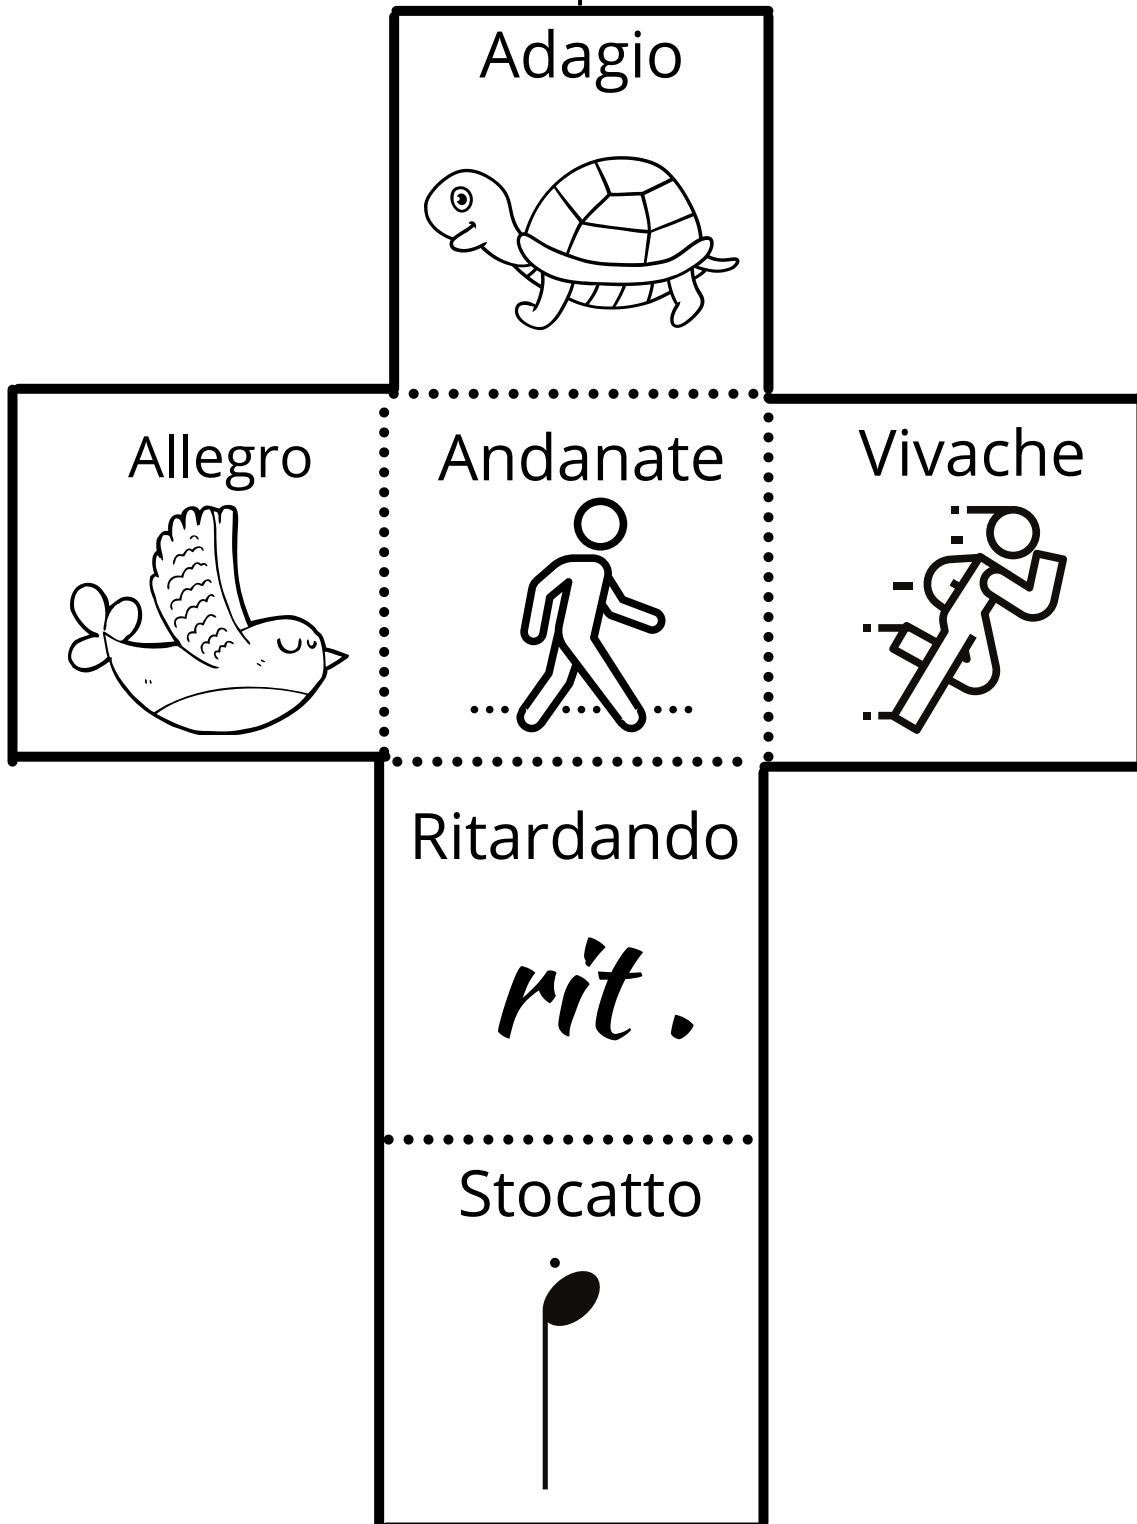 Adagio
Allegro
Andanate
Vivache
Ritardando
rit.
Stocatto